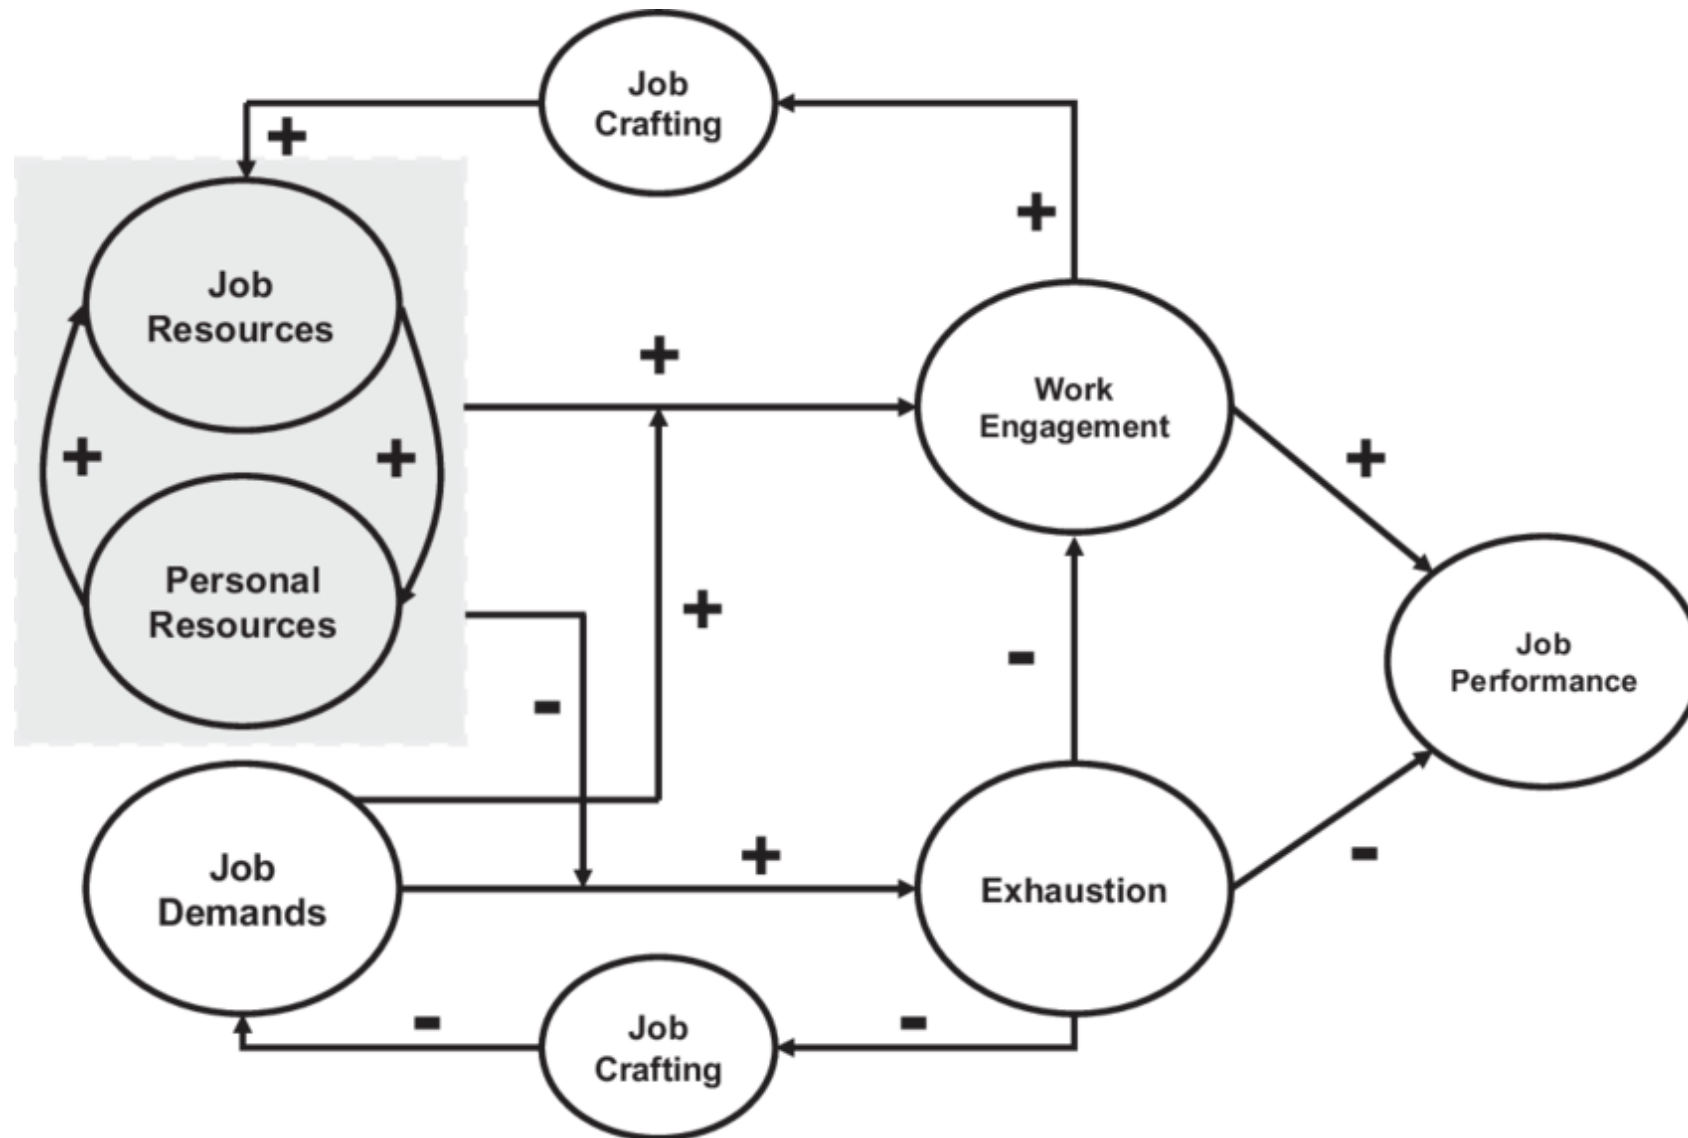 Job
Crafting
+
+
Job
Resources
+
Work
Engagement
+
+
+
Personal
Resources
+
-
-
Job
Performance
Job
Demands
+
Exhaustion
-
-
-
Job
Crafting